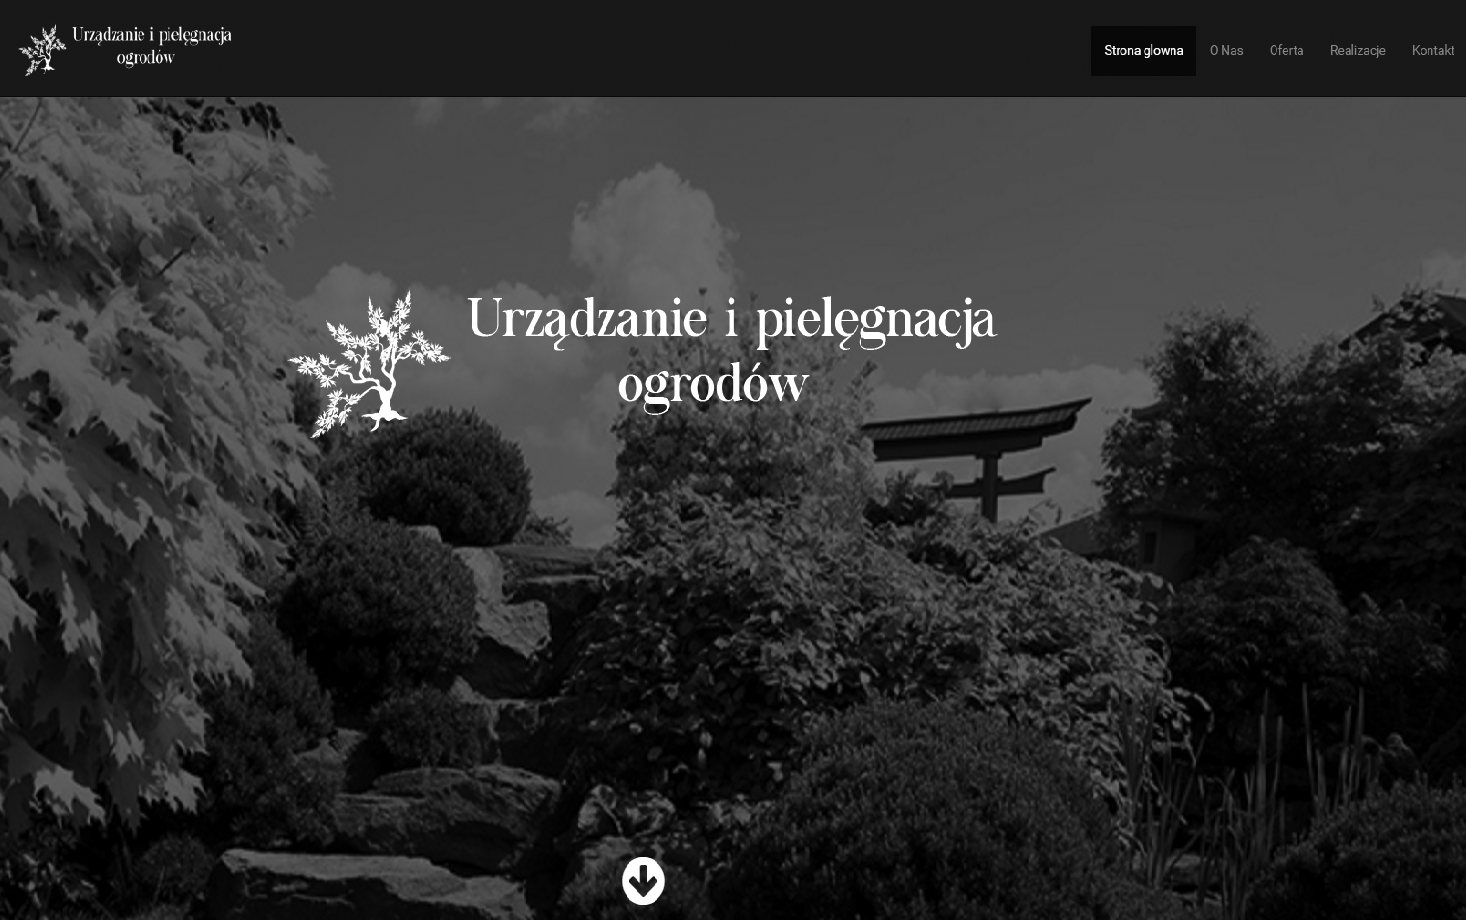 Urządzanie i pielęgnacja
ogrodów
Strona glowna
O Nas
Oferta
Realizacje
Kontakt
Urządzanie i pielęgnacja
ogrodów